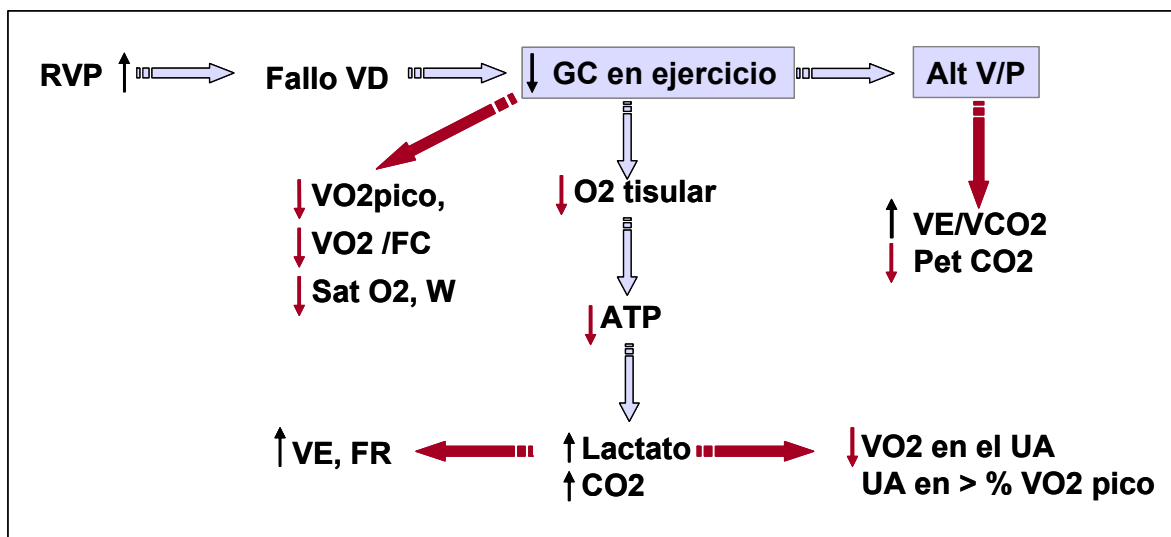 RVP
Fallo VD
GC en ejercicio
Alt V/P
VO2pico,
VO2 /FC
Sat O2, W
O2 tisular
VE/VCO2
Pet CO2
ATP
VE, FR
Lactato
CO2
VO2 en el UA
UA en > % VO2 pico